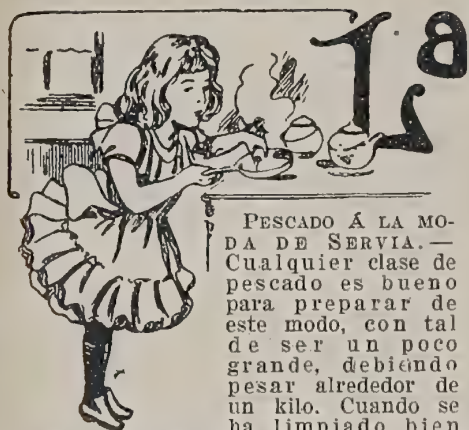 La
PESCADO Á LA MO-
DA DE SERVIA.—
Cualquier clase de
pescado es bueno
para preparar de
este modo, con tal
de ser un poco
grande, debiendo
pesar alrededor de
un kilo. Cuando se
ha limpiado bien